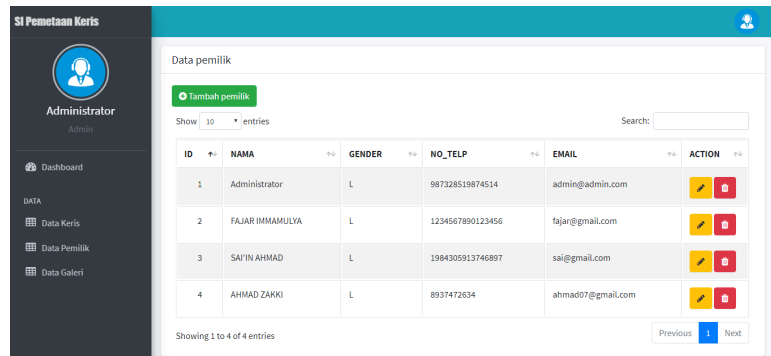 SI Pemetaan Keris
Administrator
Admin
Dashboard
DATA
Data Keris
Data Pemilik
Data Galeri
Data pemilik
Tambah pemilik
Show 10 entries
Search:
ID NAMA GENDER NO_TELP EMAIL ACTION
1 Administrator L 987328519874514 admin@admin.com
2 FAJAR IMMAMULYA L 1234567890123456 fajar@gmail.com
3 SAI'IN AHMAD L 1984305913746897 sai@gmail.com
4 AHMAD ZAKKI L 8937472634 ahmad07@gmail.com
Showing 1 to 4 of 4 entries
Previous 1 Next